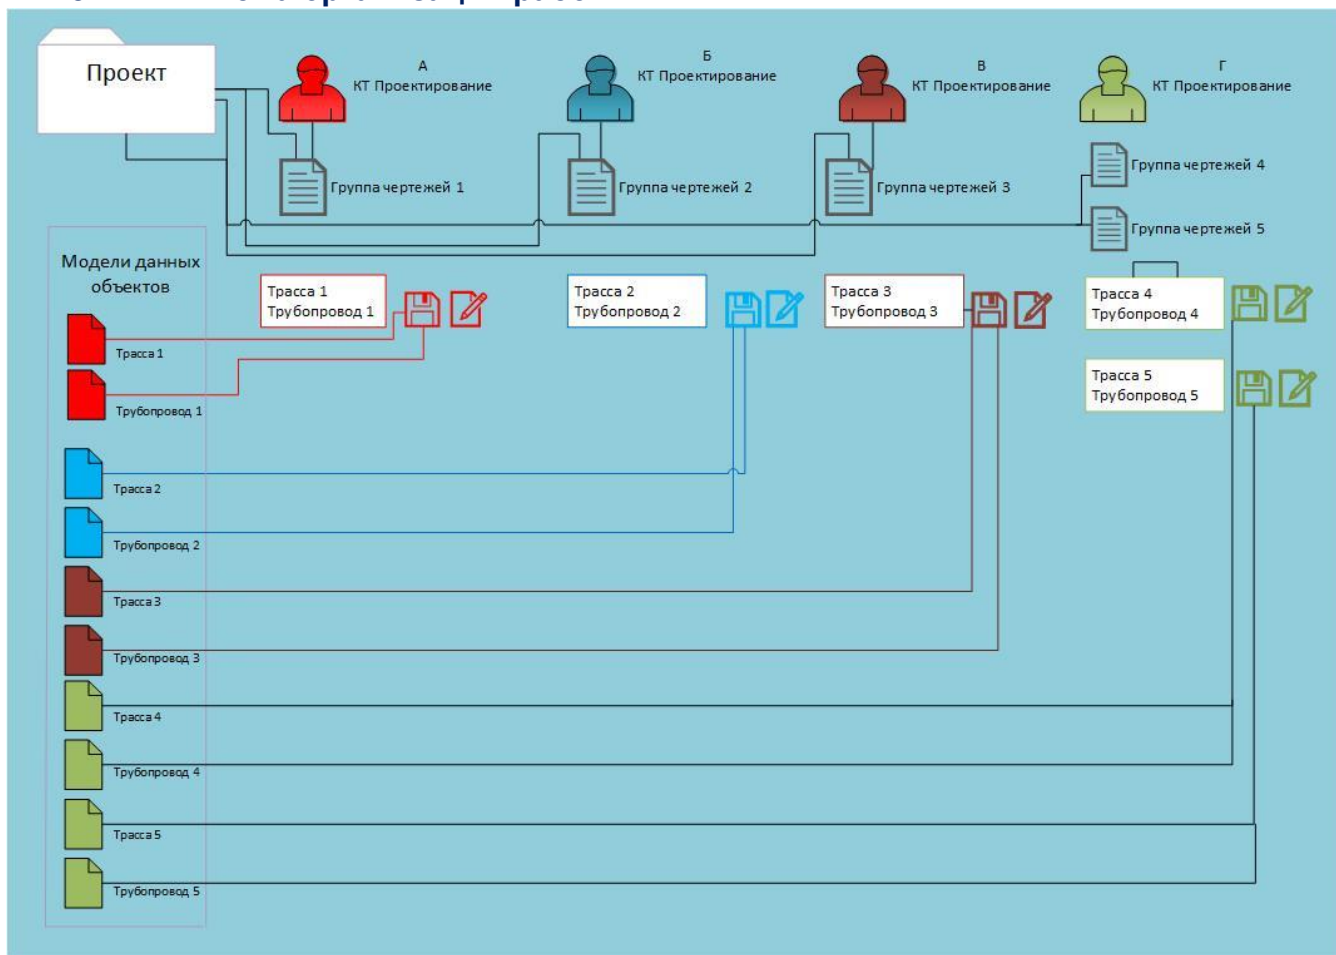 Проект
А
КТ Проектирование
Б
КТ Проектирование
В
КТ Проектирование
Г
КТ Проектирование
Группа чертежей 1
Группа чертежей 2
Группа чертежей 3
Группа чертежей 4
Группа чертежей 5
Модели данных
объектов
Трасса 1
Трубопровод 1
Трасса 2
Трубопровод 2
Трасса 3
Трубопровод 3
Трасса 4
Трубопровод 4
Трасса 5
Трубопровод 5
Трасса 1
Трубопровод 1
Трасса 2
Трубопровод 2
Трасса 3
Трубопровод 3
Трасса 4
Трубопровод 4
Трасса 5
Трубопровод 5